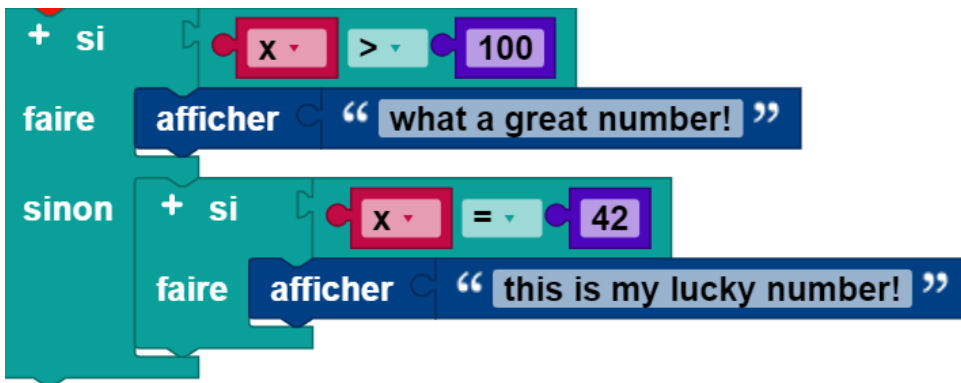 + si x > 100
faire afficher “ what a great number! ”
sinon + si x = 42
faire afficher “ this is my lucky number! ”